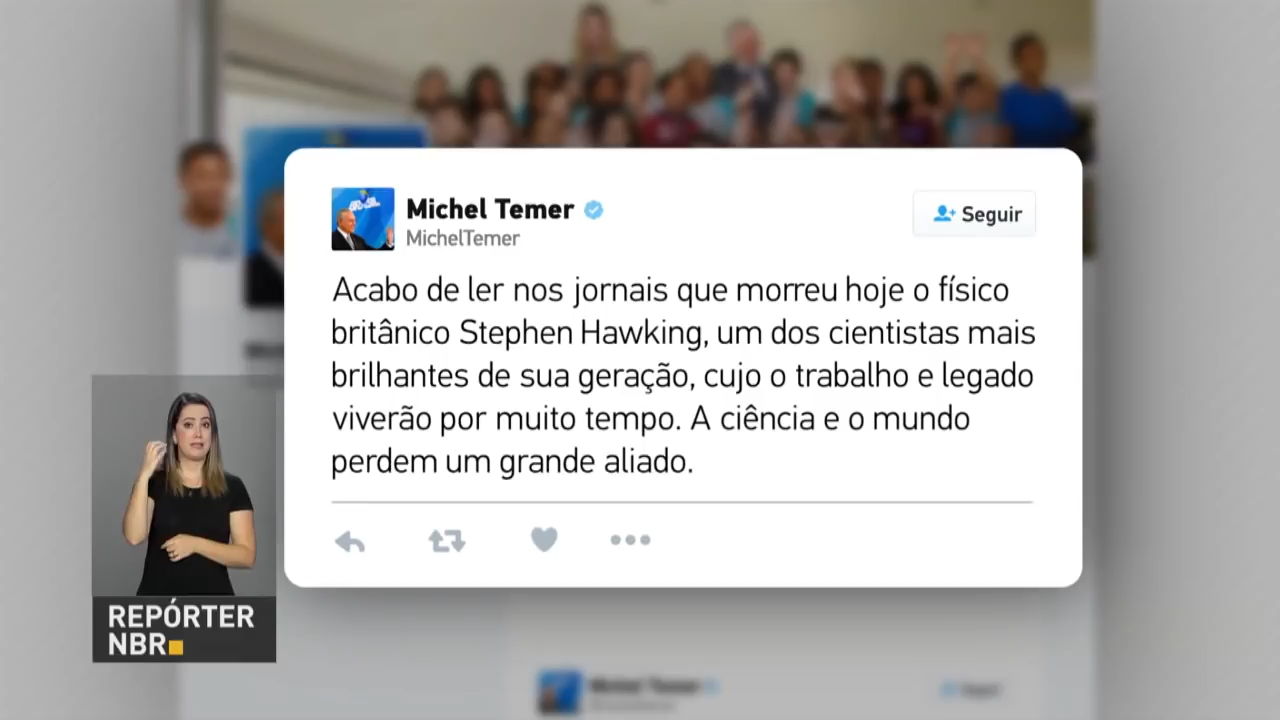 Michel Temer
MichelTemer
Seguir
Acabo de ler nos jornais que morreu hoje o físico
britânico Stephen Hawking, um dos cientistas mais
brilhantes de sua geração, cujo o trabalho e legado
viverão por muito tempo. A ciência e o mundo
perdem um grande aliado.
REPÓRTER
NBR
Michel Temer